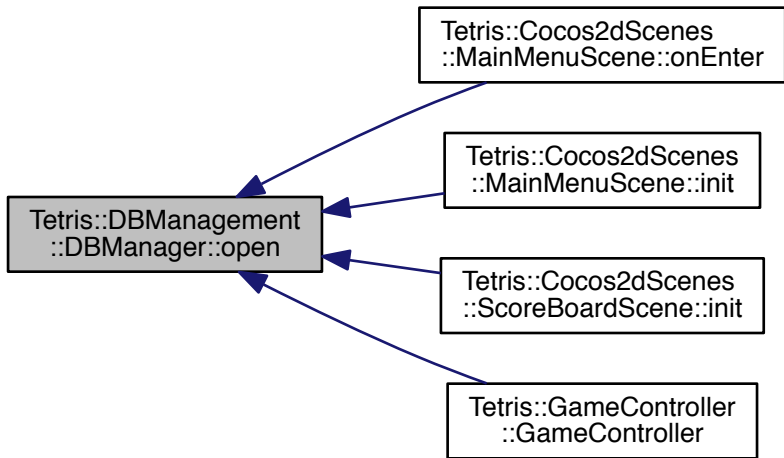 Tetris::DBManagement
::DBManager::open
Tetris::Cocos2dScenes
::MainMenuScene::onEnter
Tetris::Cocos2dScenes
::MainMenuScene::init
Tetris::Cocos2dScenes
::ScoreBoardScene::init
Tetris::GameController
::GameController